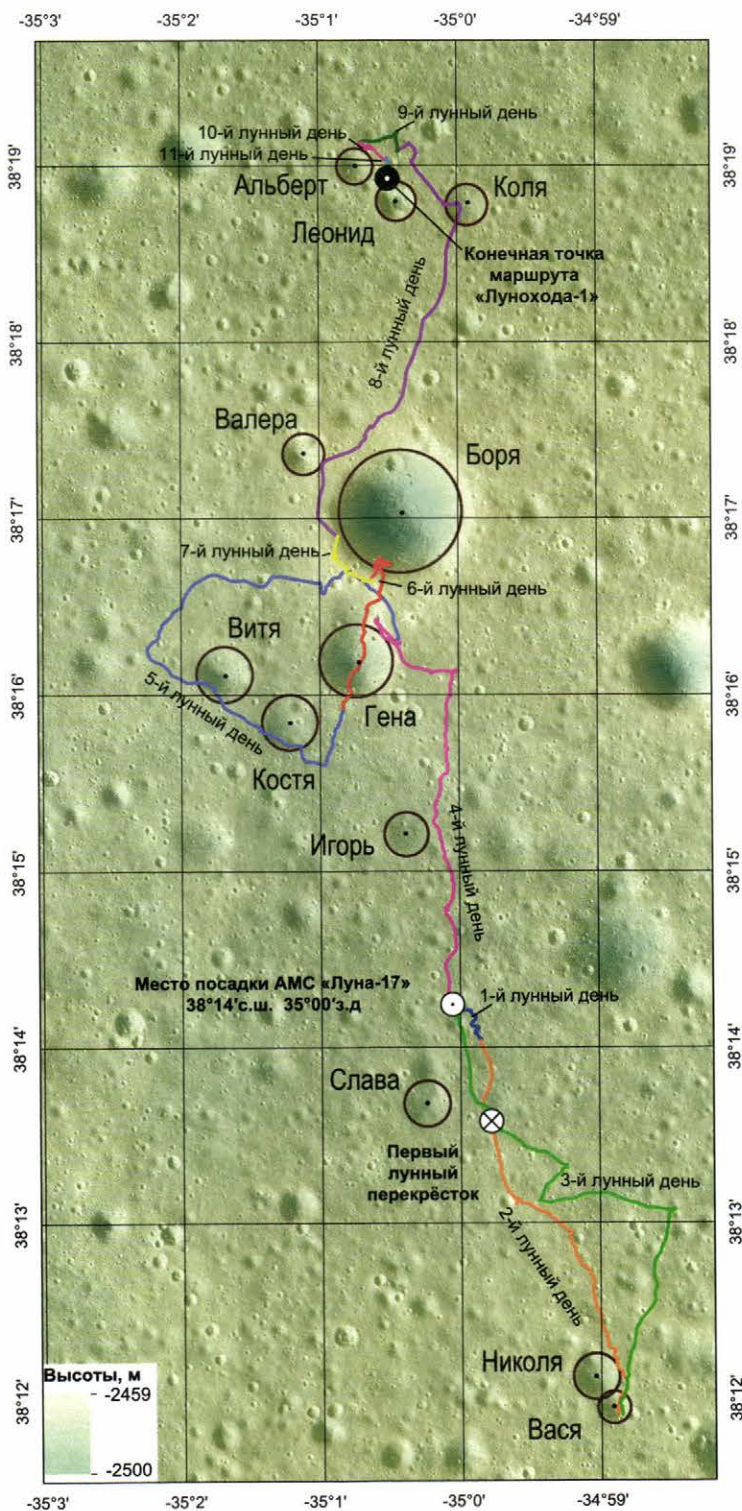 -35°3' -35°2' -35°1' -35°0' -34°59'
9-й лунный день
10-й лунный день
38°19' 11-й лунный день 38°19'
Альберт Коля
Леонид
Конечная точка
маршрута
«Лунохода-1»
8-й лунный день
38°18' 38°18'
Валера
Боря
38°17' 38°17'
7-й лунный день
6-й лунный день
Витя
38°16' 38°16'
5-й лунный день
Гена
Костя
4-й лунный день
Игорь
38°15' 38°15'
Место посадки АМС «Луна-17»
38°14'с.ш. 35°00'з.д
1-й лунный день
38°14' 38°14'
Слава
Первый
лунный
перекрёсток
3-й лунный день
38°13' 38°13'
2-й лунный день
Николя
Высоты, м
-2459
38°12' 38°12'
Вася
-2500
-35°3' -35°2' -35°1' -35°0' -34°59'